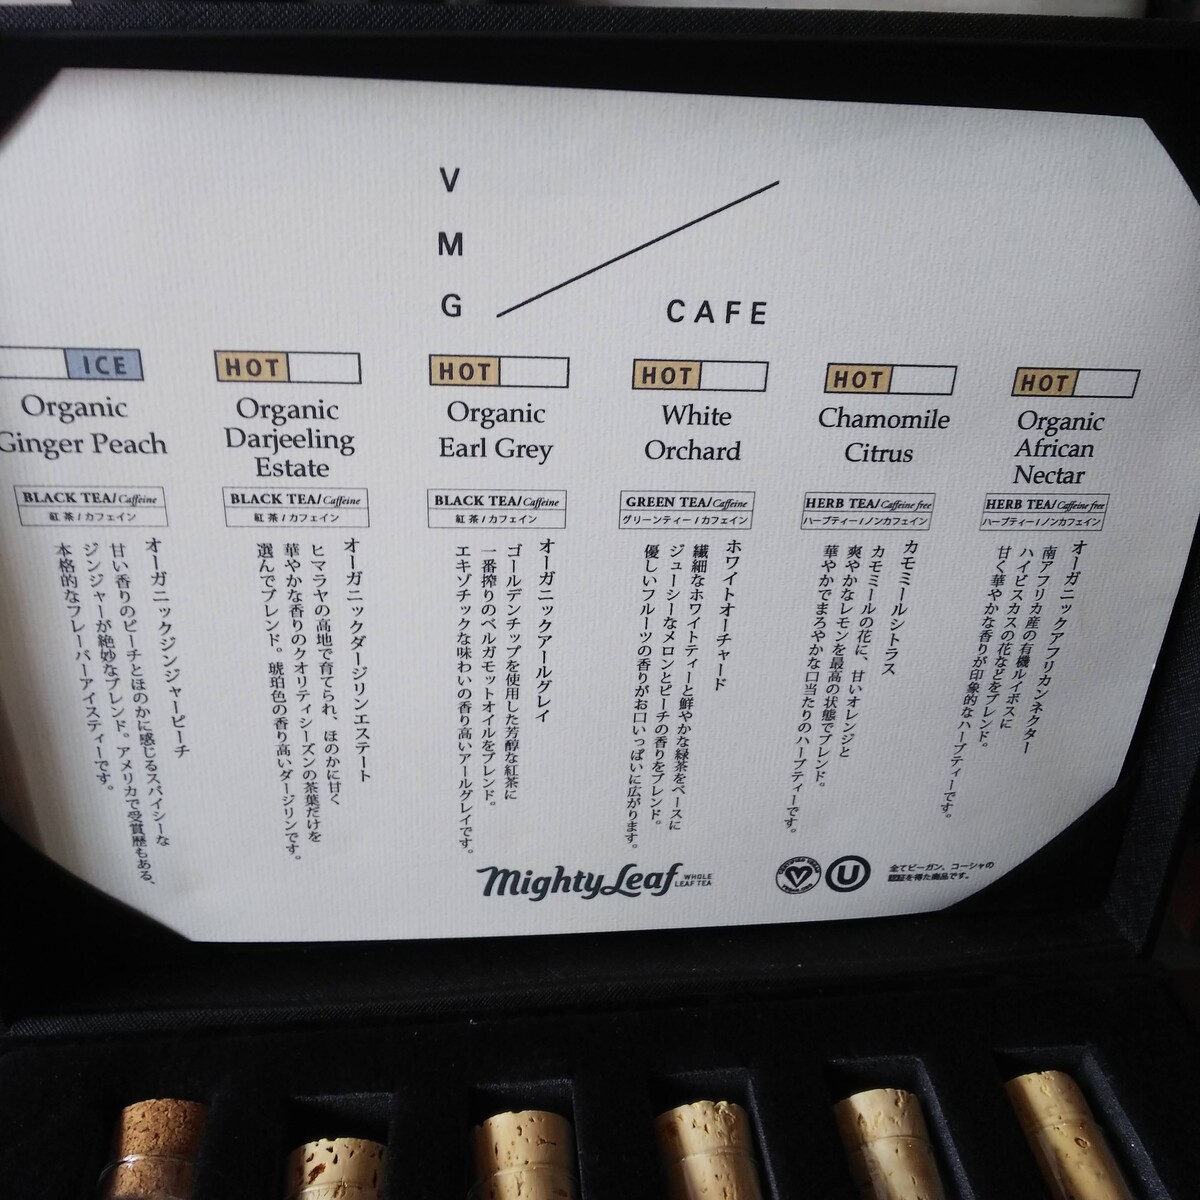 V
M
G
CAFE
ICE
Organic
Ginger Peach
BLACK TEA/Caffeine
紅茶/カフェイン
オーガニックジンジャーピーチ
甘い香りのピーチとほのかに感じるスパイシーな
ジンジャーが絶妙なブレンド。アメリカで受賞歴もある、
本格的なフレーバーアイスティーです。
HOT
Organic
Darjeeling
Estate
BLACK TEA/Caffeine
紅茶/カフェイン
オーガニックダージリンエステート
ヒマラヤの高地で育てられ、ほのかに甘く
華やかな香りのクオリティシーズンの茶葉だけを
選んでブレンド。琥珀色の香り高いダージリンです。
HOT
Organic
Earl Grey
BLACK TEA/Caffeine
紅茶/カフェイン
オーガニックアールグレイ
ゴールデンチップを使用した芳醇な紅茶に
一番搾りのベルガモットオイルをブレンド。
エキゾチックな味わいの香り高いアールグレイです。
HOT
White
Orchard
GREEN TEA/Caffeine
グリーンティー/カフェイン
ホワイトオーチャード
繊細なホワイトティーと鮮やかな緑茶をベースに
ジューシーなメロンとピーチの香りをブレンド。
優しいフルーツの香りがお口いっぱいに広がります。
HOT
Chamomile
Citrus
HERB TEA/Caffeine free
ハーブティー/ノンカフェイン
カモミールシトラス
カモミールの花に、甘いオレンジと
爽やかなレモンを最高の状態でブレンド。
華やかでまろやかな口当たりのハーブティーです。
HOT
Organic
African
Nectar
HERB TEA/Caffeine free
ハーブティー/ノンカフェイン
オーガニックアフリカンネクター
南アフリカ産の有機ルイボスに
ハイビスカスの花などをブレンド。
甘く華やかな香りが印象的なハーブティーです。
Mighty Leaf
WHOLE
LEAF TEA
CERTIFIED VEGAN
VEGAN.ORG
U
全てビーガン、コーシャの
認証を得た商品です。